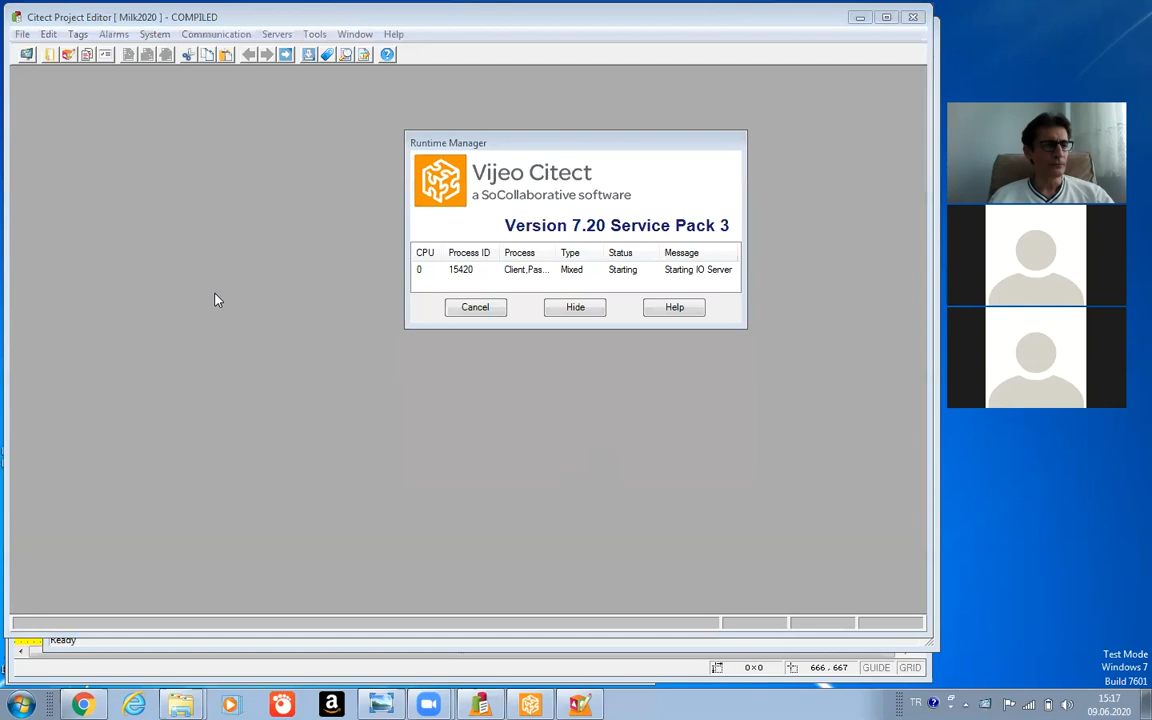 Citect Project Editor [ Milk2020 ] - COMPILED
File Edit Tags Alarms System Communication Servers Tools Window Help
Runtime Manager
Vijeo Citect
a SoCollaborative software
Version 7.20 Service Pack 3
CPU Process ID Process Type Status Message
0 15420 Client,Pas... Mixed Starting Starting IO Server
Cancel Hide Help
Ready
0×0 666 , 667 GUIDE GRID
Test Mode
Windows 7
Build 7601
TR 15:17
09.06.2020